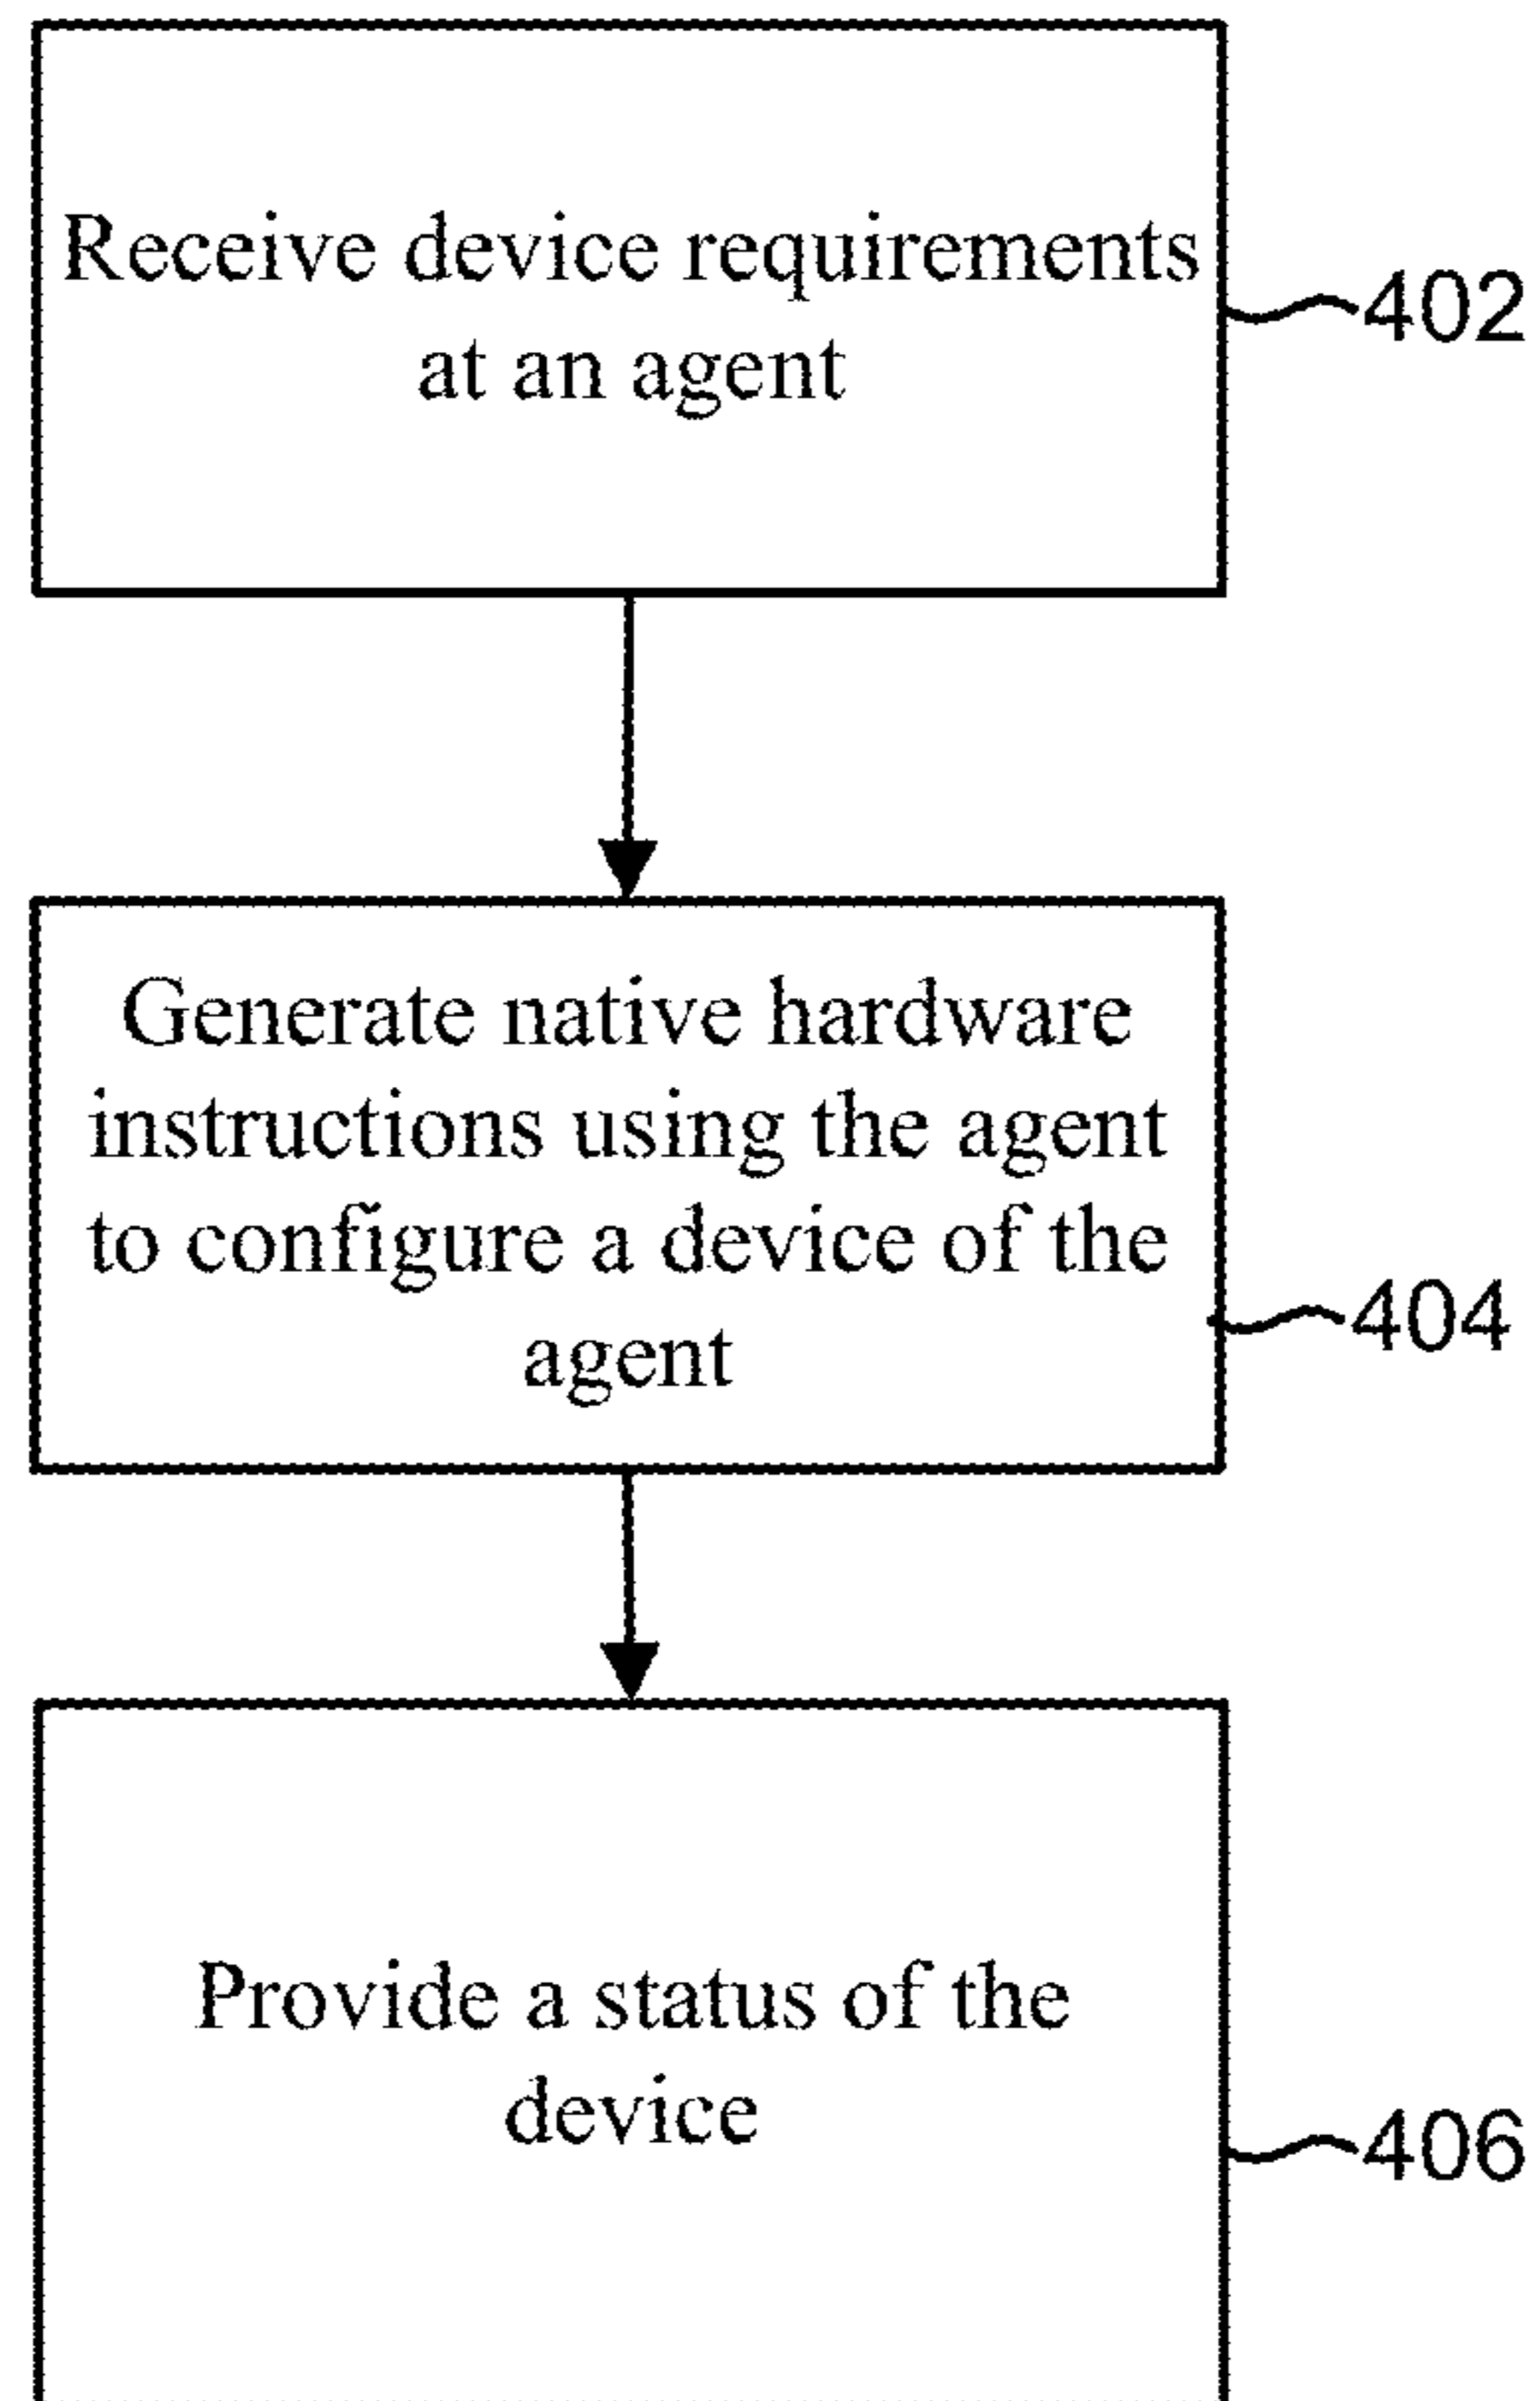 Receive device requirements
at an agent
402
Generate native hardware
instructions using the agent
to configure a device of the
agent
404
Provide a status of the
device
406